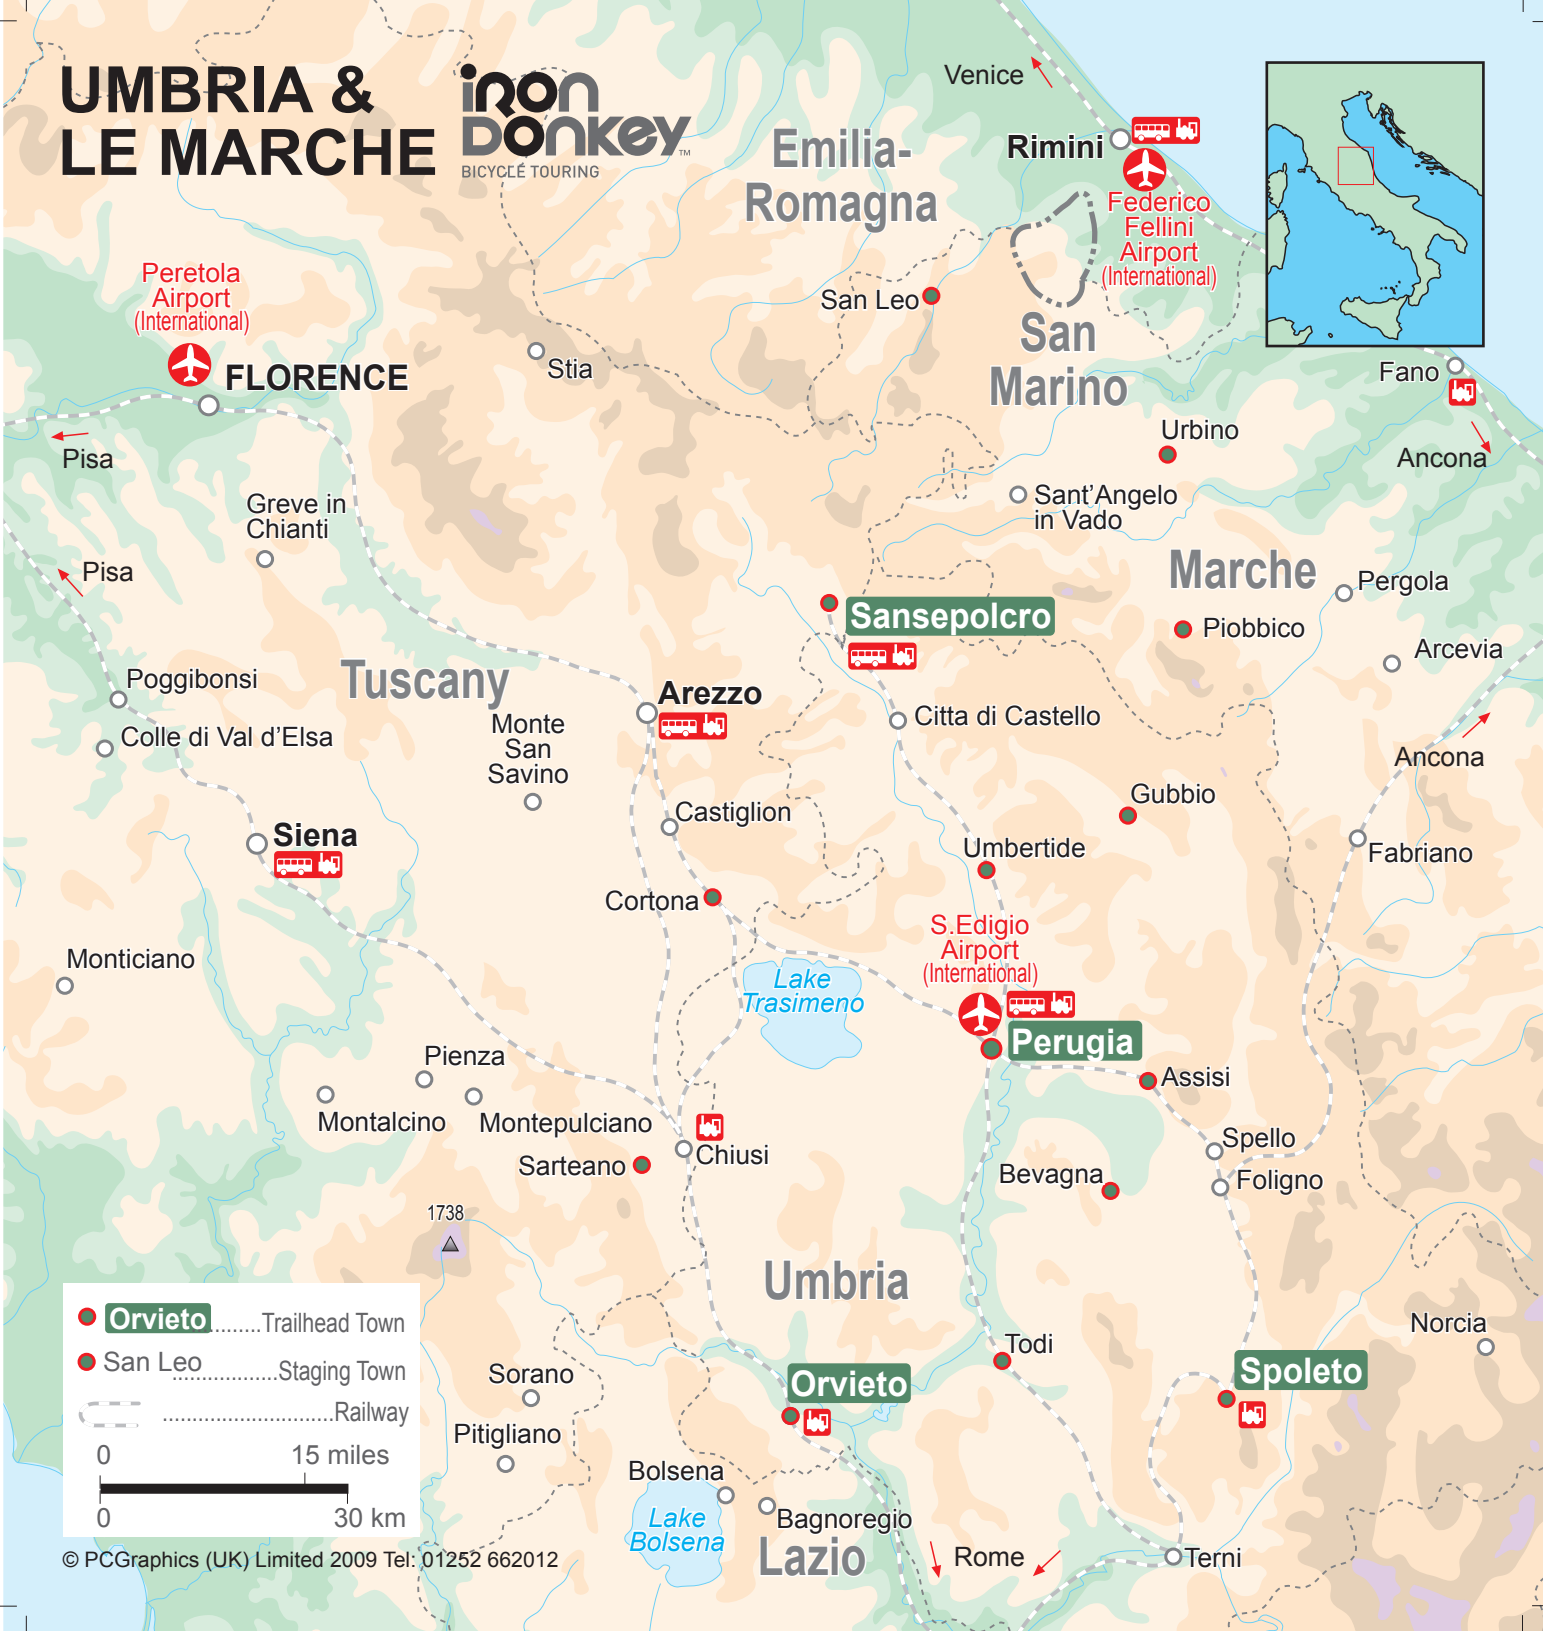 UMBRIA &
LE MARCHE
iRON
DONKEY™
BICYCLE TOURING
Venice
Rimini
Emilia-
Romagna
Federico
Fellini
Airport
(International)
Peretola
Airport
(International)
FLORENCE
San Leo
San
Marino
Stia
Fano
Pisa
Urbino
Ancona
Greve in
Chianti
Sant'Angelo
in Vado
Pisa
Marche
Pergola
Sansepolcro
Piobbico
Arcevia
Poggibonsi
Tuscany
Arezzo
Colle di Val d'Elsa
Monte
San
Savino
Citta di Castello
Ancona
Gubbio
Castiglion
Siena
Umbertide
Fabriano
Cortona
S.Edigio
Airport
(International)
Monticiano
Lake
Trasimeno
Perugia
Pienza
Assisi
Montalcino
Montepulciano
Spello
Sarteano
Chiusi
Bevagna
Foligno
1738
Umbria
Norcia
Todi
Orvieto
Spoleto
Sorano
Pitigliano
Bolsena
Lake
Bolsena
Bagnoregio
Lazio
Rome
Terni
Orvieto..........Trailhead Town
San Leo..................Staging Town
..............................Railway
0 15 miles
0 30 km
© PCGraphics (UK) Limited 2009 Tel: 01252 662012